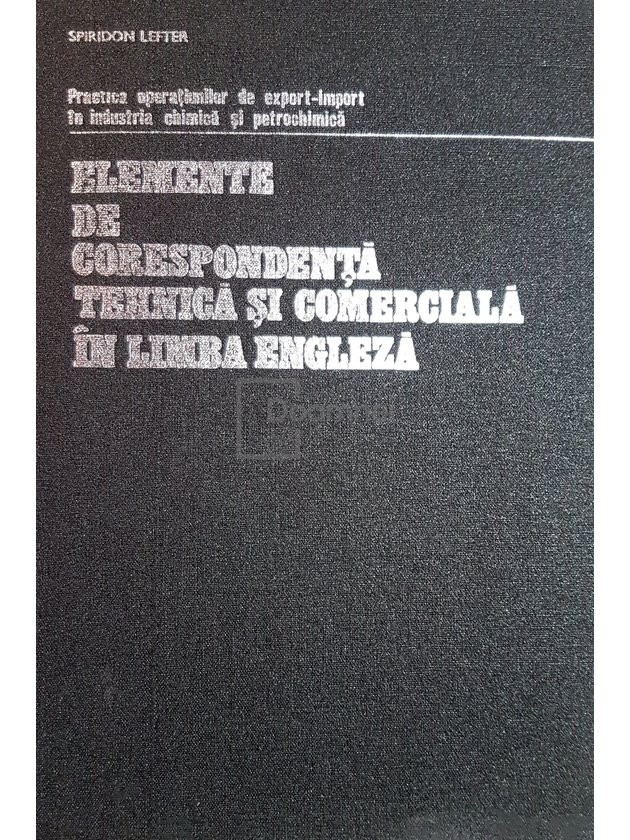 SPIRIDON LEFTER
Practica operațiunilor de export-import
în industria chimică și petrochimică
ELEMENTE
DE
CORESPONDENȚĂ
TEHNICĂ ȘI COMERCIALĂ
ÎN LIMBA ENGLEZĂ